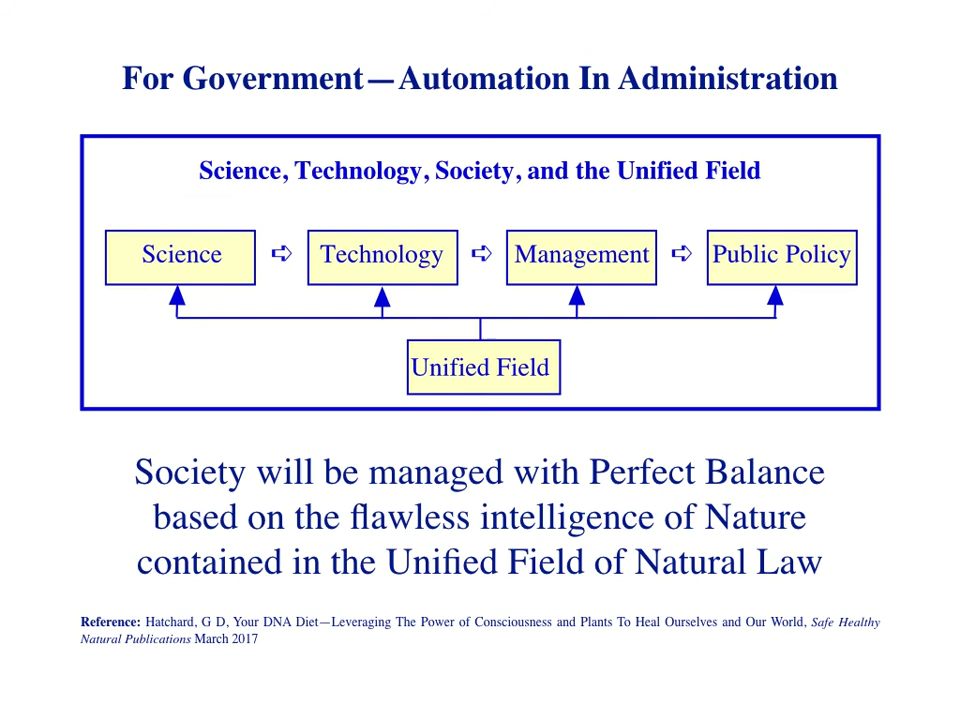 For Government—Automation In Administration
Science, Technology, Society, and the Unified Field
Science ➪ Technology ➪ Management ➪ Public Policy
Unified Field
Society will be managed with Perfect Balance
based on the flawless intelligence of Nature
contained in the Unified Field of Natural Law
Reference: Hatchard, G D, Your DNA Diet—Leveraging The Power of Consciousness and Plants To Heal Ourselves and Our World, Safe Healthy
Natural Publications March 2017